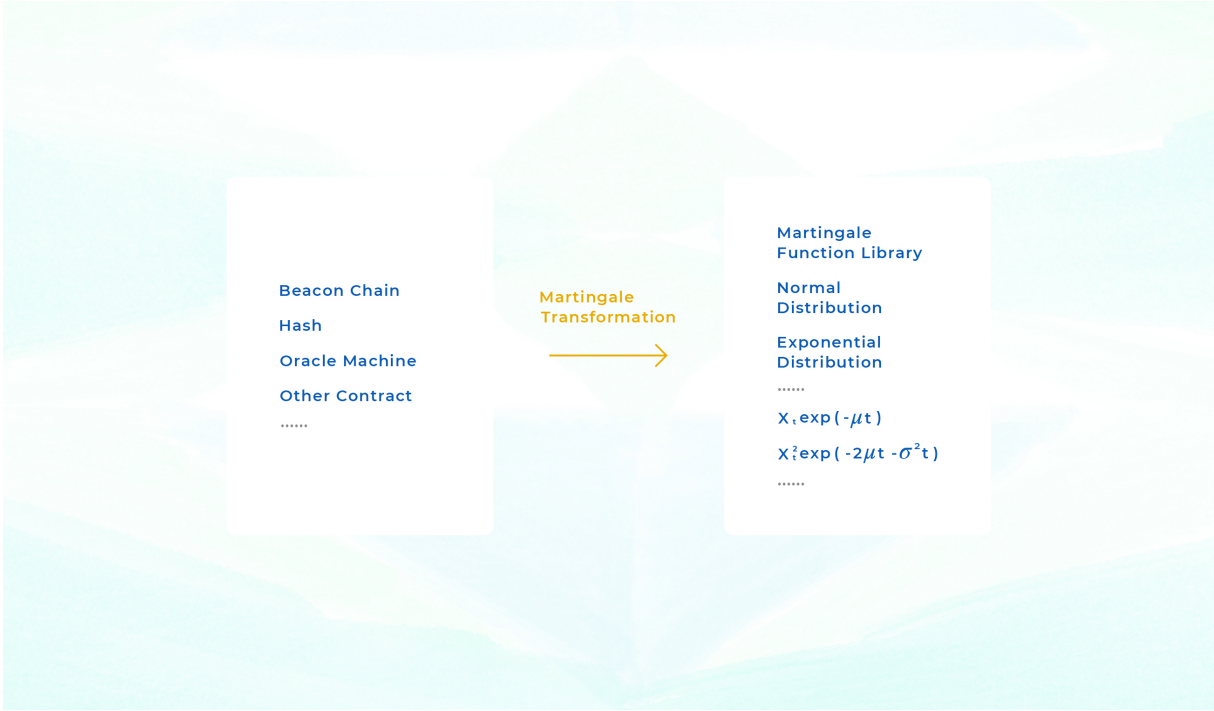 Beacon Chain
Hash
Oracle Machine
Other Contract
......
Martingale
Transformation
Martingale
Function Library
Normal
Distribution
Exponential
Distribution
......
Xₜexp(-μt)
Xₜ²exp(-2μt -σ²t)
......